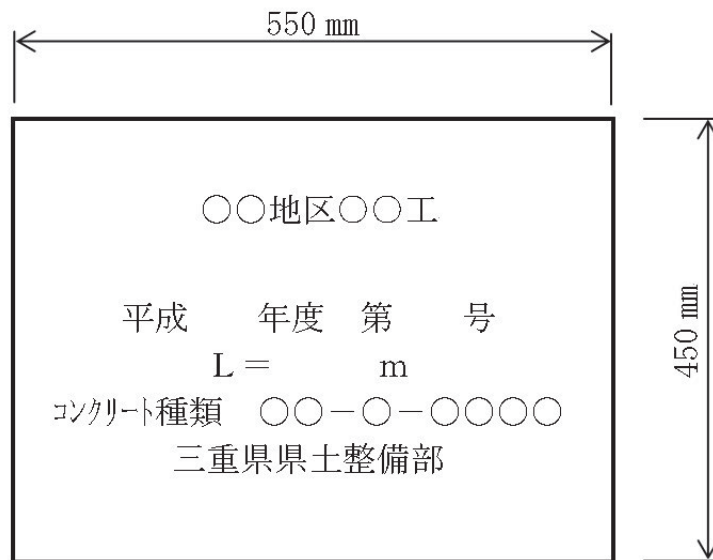 550 mm
○○地区○○工
平成　　年度　第　　号
L =　　　m
コンクリート種類　○○－○－○○○○
三重県県土整備部
450 mm